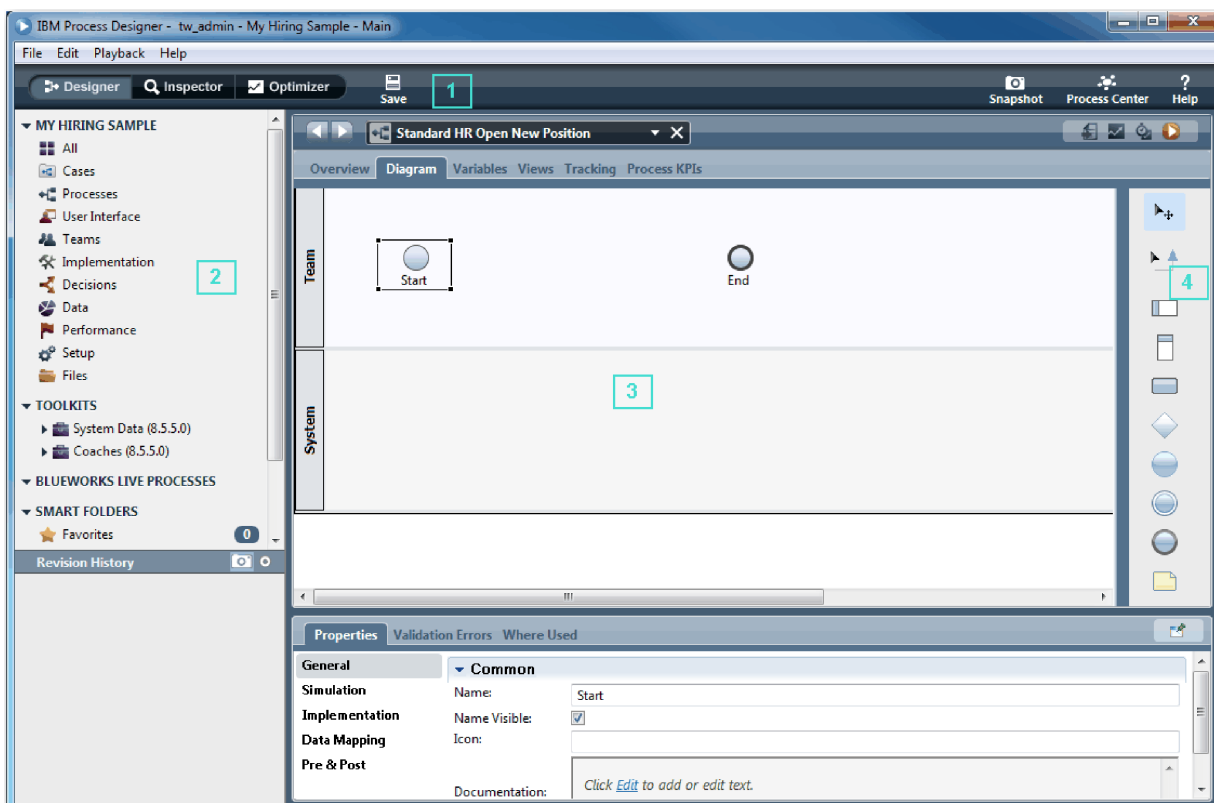 IBM Process Designer - tw_admin - My Hiring Sample - Main
File Edit Playback Help
Designer Inspector Optimizer Save 1 Snapshot Process Center Help
MY HIRING SAMPLE
All
Cases
Processes
User Interface
Teams
Implementation
Decisions
Data
Performance
Setup
Files
2
TOOLKITS
System Data (8.5.5.0)
Coaches (8.5.5.0)
BLUEWORKS LIVE PROCESSES
SMART FOLDERS
Favorites 0
Revision History
Standard HR Open New Position
Overview Diagram Variables Views Tracking Process KPIs
Team
Start
End
System
3
4
Properties Validation Errors Where Used
General
Simulation
Implementation
Data Mapping
Pre & Post
Common
Name: Start
Name Visible:
Icon:
Documentation: Click Edit to add or edit text.